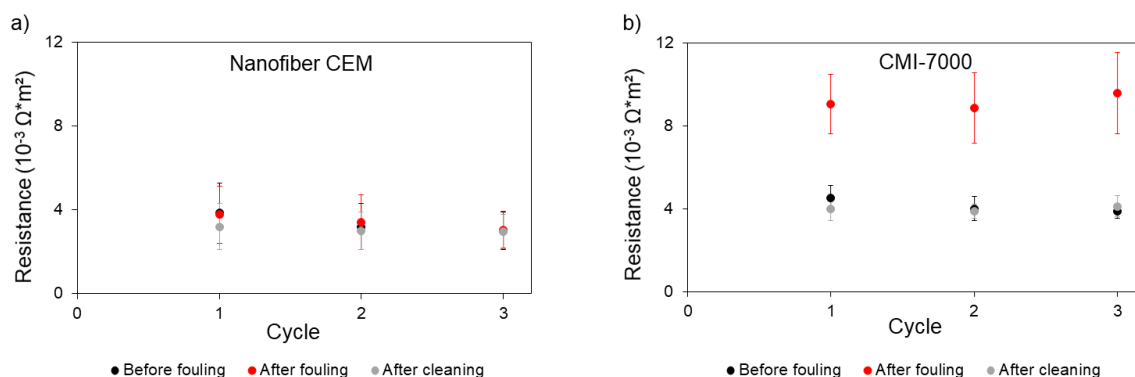 a)
Nanofiber CEM
Resistance (10⁻³ Ω*m²)
12
8
4
0
0
1
2
3
Cycle
Before fouling
After fouling
After cleaning
b)
CMI-7000
Resistance (10⁻³ Ω*m²)
12
8
4
0
0
1
2
3
Cycle
Before fouling
After fouling
After cleaning